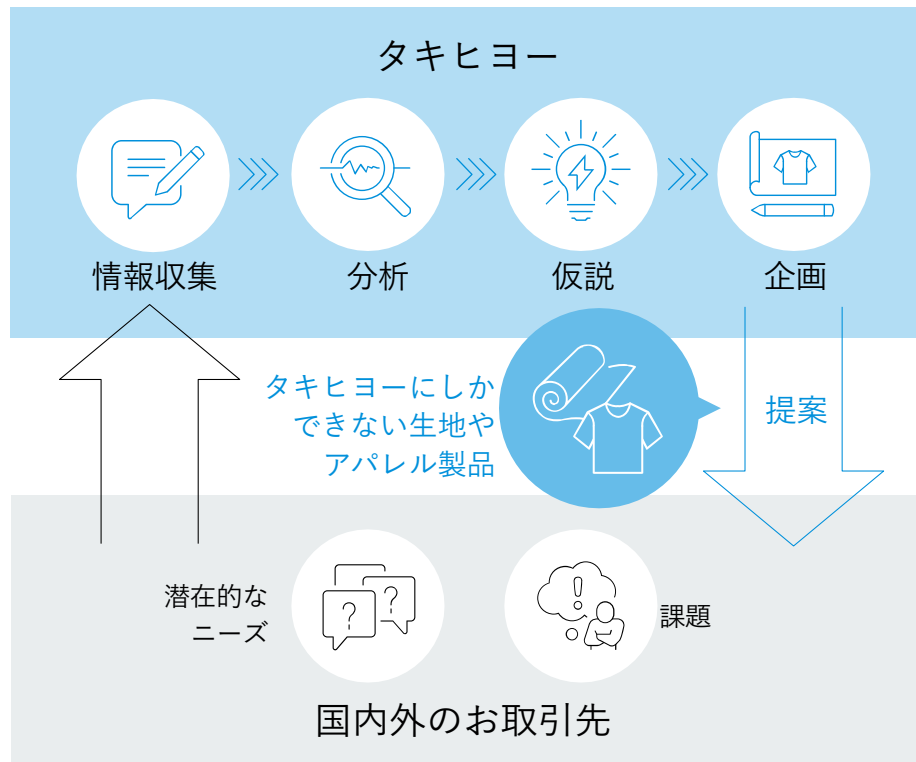 タキヒヨー
情報収集
分析
仮説
企画
タキヒヨーにしか
できない生地や
アパレル製品
提案
潜在的な
ニーズ
?
?
!
課題
国内外のお取引先